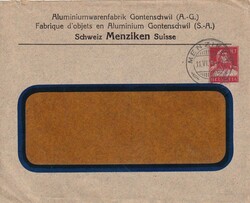 Aluminiumwarenfabrik Gontenschwil (A.-G.)
Fabrique d'objets en Aluminium Gontenschwil (S.-A.)
Schweiz Menziken Suisse